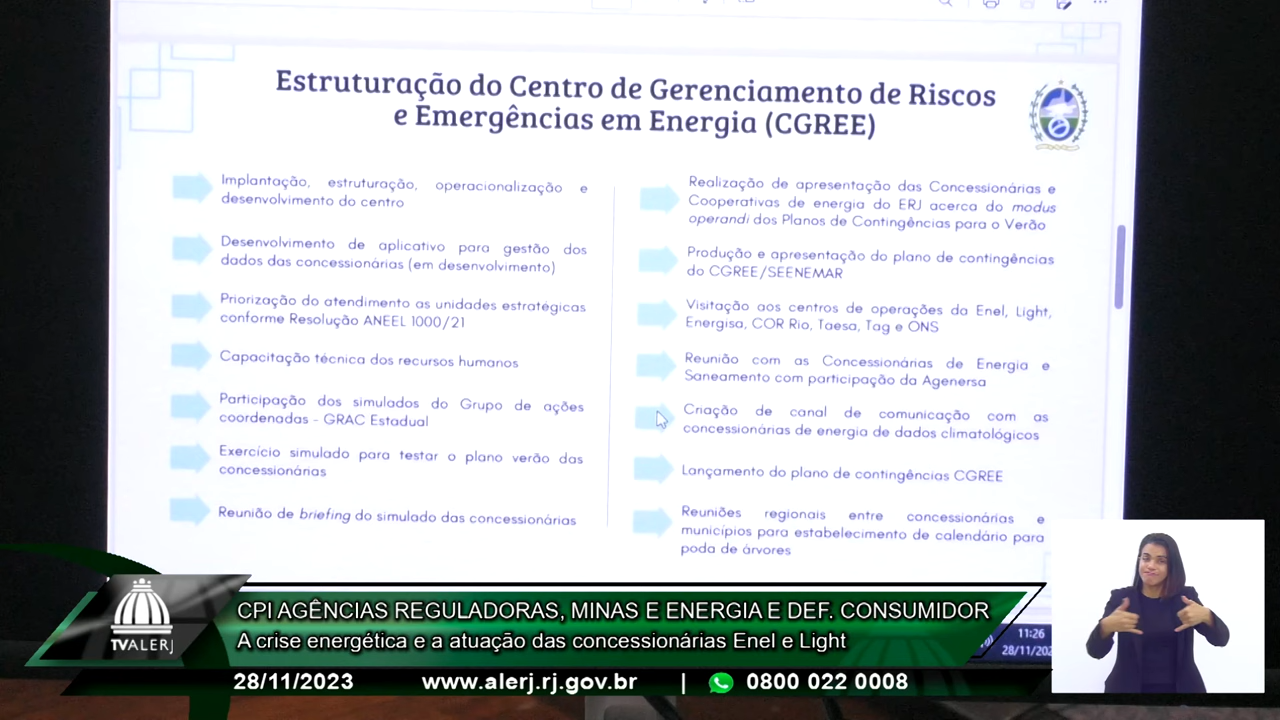 Estruturação do Centro de Gerenciamento de Riscos
e Emergências em Energia (CGREE)
Implantação, estruturação, operacionalização e
desenvolvimento do centro
Desenvolvimento de aplicativo para gestão dos
dados das concessionárias (em desenvolvimento)
Priorização do atendimento as unidades estratégicas
conforme Resolução ANEEL 1000/21
Capacitação técnica dos recursos humanos
Participação dos simulados do Grupo de ações
coordenadas - GRAC Estadual
Exercício simulado para testar o plano verão das
concessionárias
Reunião de briefing do simulado das concessionárias
Realização de apresentação das Concessionárias e
Cooperativas de energia do ERJ acerca do modus
operandi dos Planos de Contingências para o Verão
Produção e apresentação do plano de contingências
do CGREE/SEENEMAR
Visitação aos centros de operações da Enel, Light,
Energisa, COR Rio, Taesa, Tag e ONS
Reunião com as Concessionárias de Energia e
Saneamento com participação da Agenersa
Criação de canal de comunicação com as
concessionárias de energia de dados climatológicos
Lançamento do plano de contingências CGREE
Reuniões regionais entre concessionárias e
municípios para estabelecimento de calendário para
poda de árvores
CPI AGÊNCIAS REGULADORAS, MINAS E ENERGIA E DEF. CONSUMIDOR
A crise energética e a atuação das concessionárias Enel e Light
TVALERJ
11:26
28/11/202
28/11/2023 www.alerj.rj.gov.br | 0800 022 0008